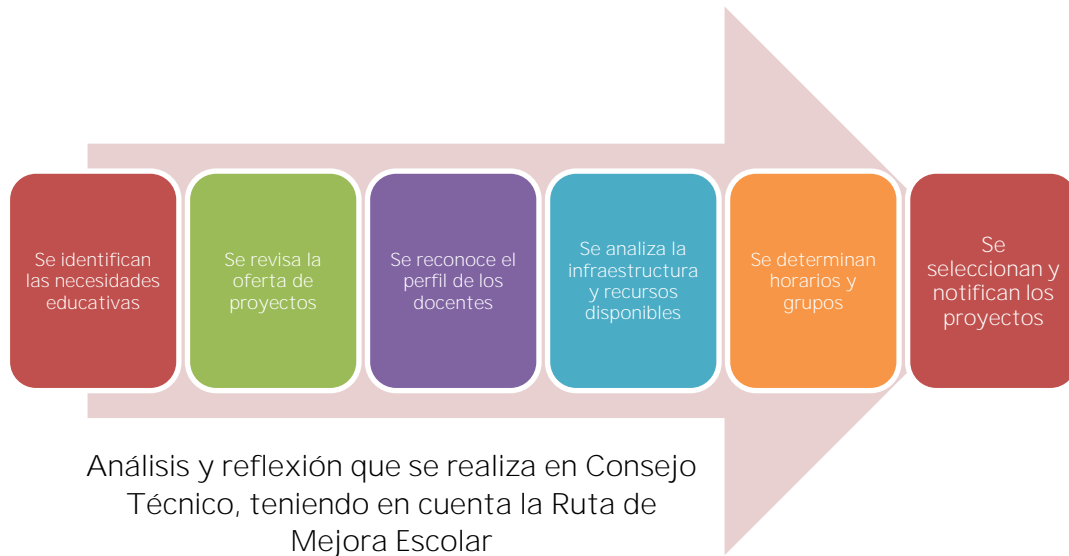 Se identifican
las necesidades
educativas
Se revisa la
oferta de
proyectos
Se reconoce el
perfil de los
docentes
Se analiza la
infraestructura
y recursos
disponibles
Se determinan
horarios y
grupos
Se
seleccionan y
notifican los
proyectos
Análisis y reflexión que se realiza en Consejo
Técnico, teniendo en cuenta la Ruta de
Mejora Escolar